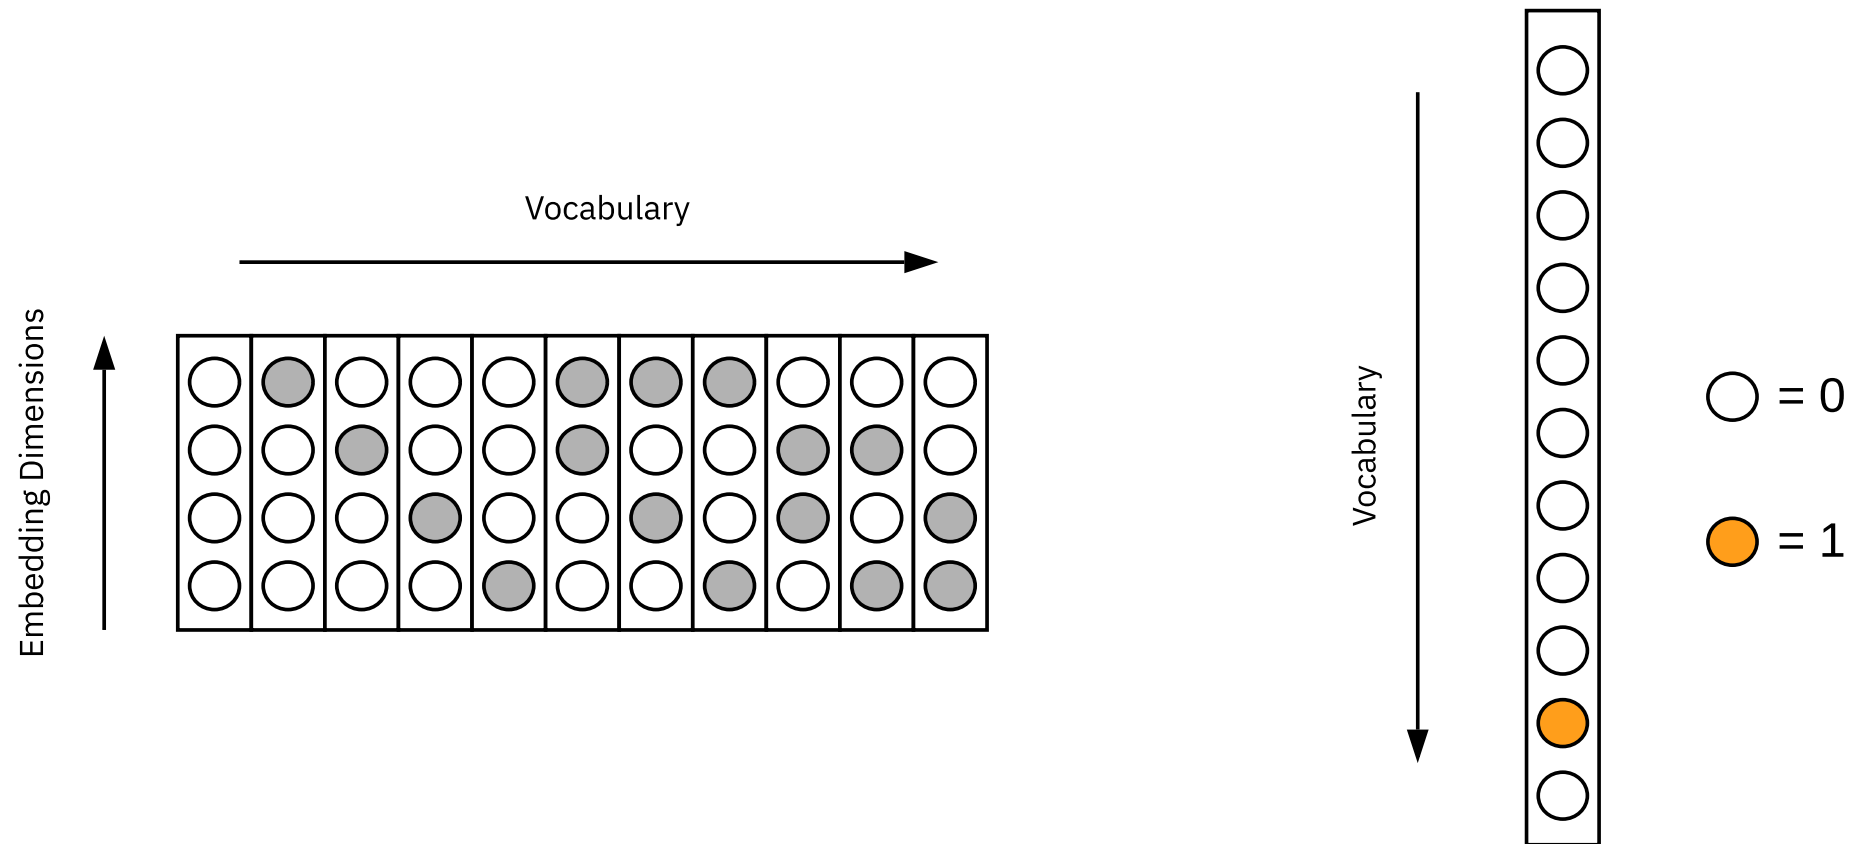 Vocabulary
Embedding Dimensions
Vocabulary
= 0
= 1